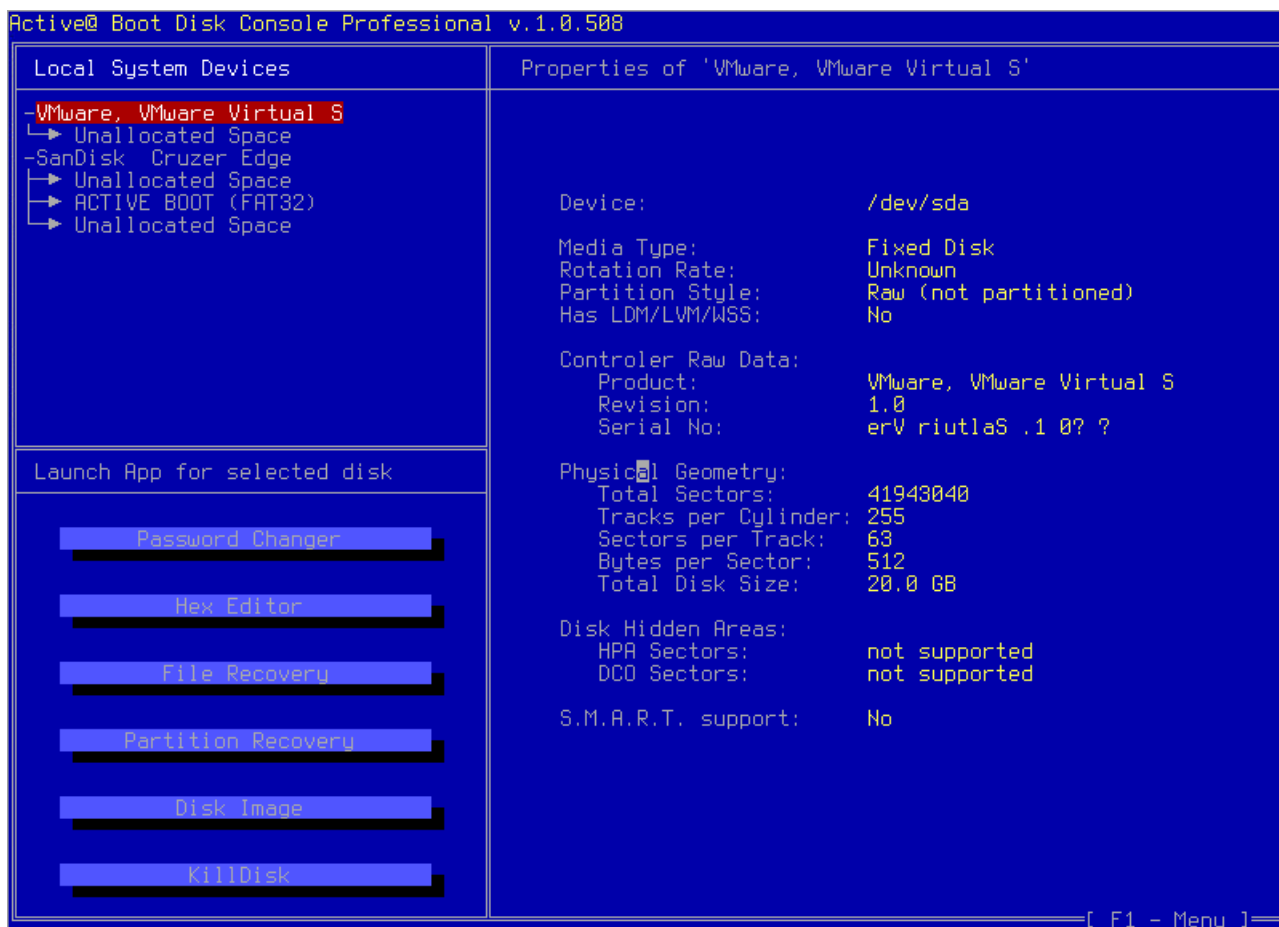 Active@ Boot Disk Console Professional v.1.0.508
Local System Devices
-VMware, VMware Virtual S
Unallocated Space
-SanDisk  Cruzer Edge
Unallocated Space
ACTIVE BOOT (FAT32)
Unallocated Space
Launch App for selected disk
Password Changer
Hex Editor
File Recovery
Partition Recovery
Disk Image
KillDisk
Properties of 'VMware, VMware Virtual S'
Device: /dev/sda
Media Type: Fixed Disk
Rotation Rate: Unknown
Partition Style: Raw (not partitioned)
Has LDM/LVM/WSS: No
Controler Raw Data:
Product: VMware, VMware Virtual S
Revision: 1.0
Serial No: erV riutlaS .1 0? ?
Physical Geometry:
Total Sectors: 41943040
Tracks per Cylinder: 255
Sectors per Track: 63
Bytes per Sector: 512
Total Disk Size: 20.0 GB
Disk Hidden Areas:
HPA Sectors: not supported
DCO Sectors: not supported
S.M.A.R.T. support: No
[ F1 - Menu ]